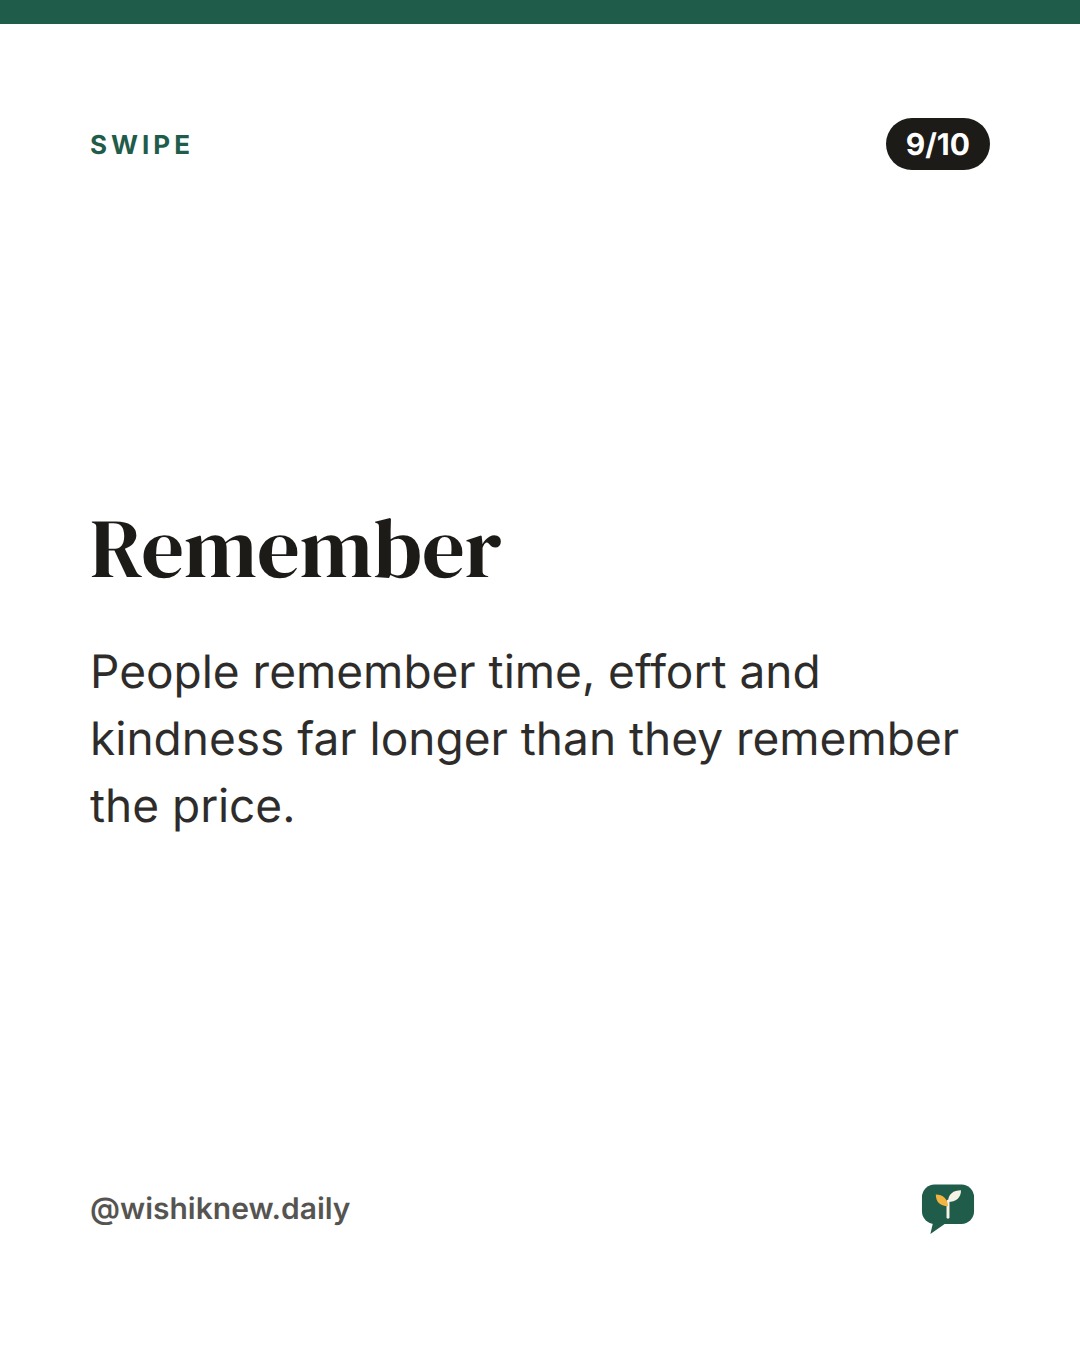 SWIPE
9/10
Remember
People remember time, effort and
kindness far longer than they remember
the price.
@wishiknew.daily